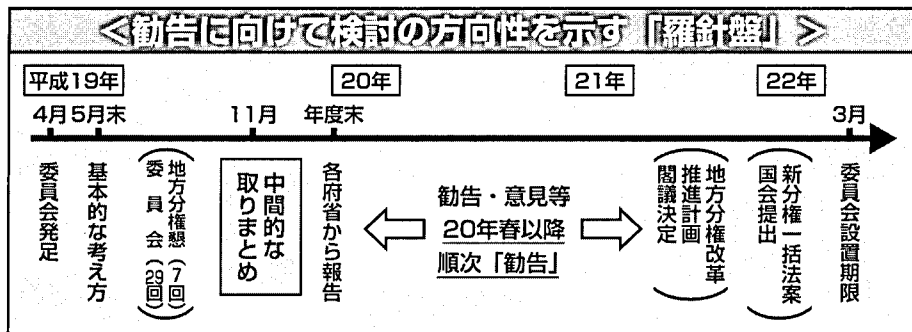 ＜勧告に向けて検討の方向性を示す「羅針盤」＞
平成19年
20年
21年
22年
4月
5月末
11月
年度末
3月
委員会発足
基本的な考え方
（地方分権懇（7回）
委員会（29回））
中間的な
取りまとめ
各府省から報告
勧告・意見等
20年春以降
順次「勧告」
（地方分権改革
推進計画
閣議決定）
（新分権一括法案
国会提出）
委員会設置期限